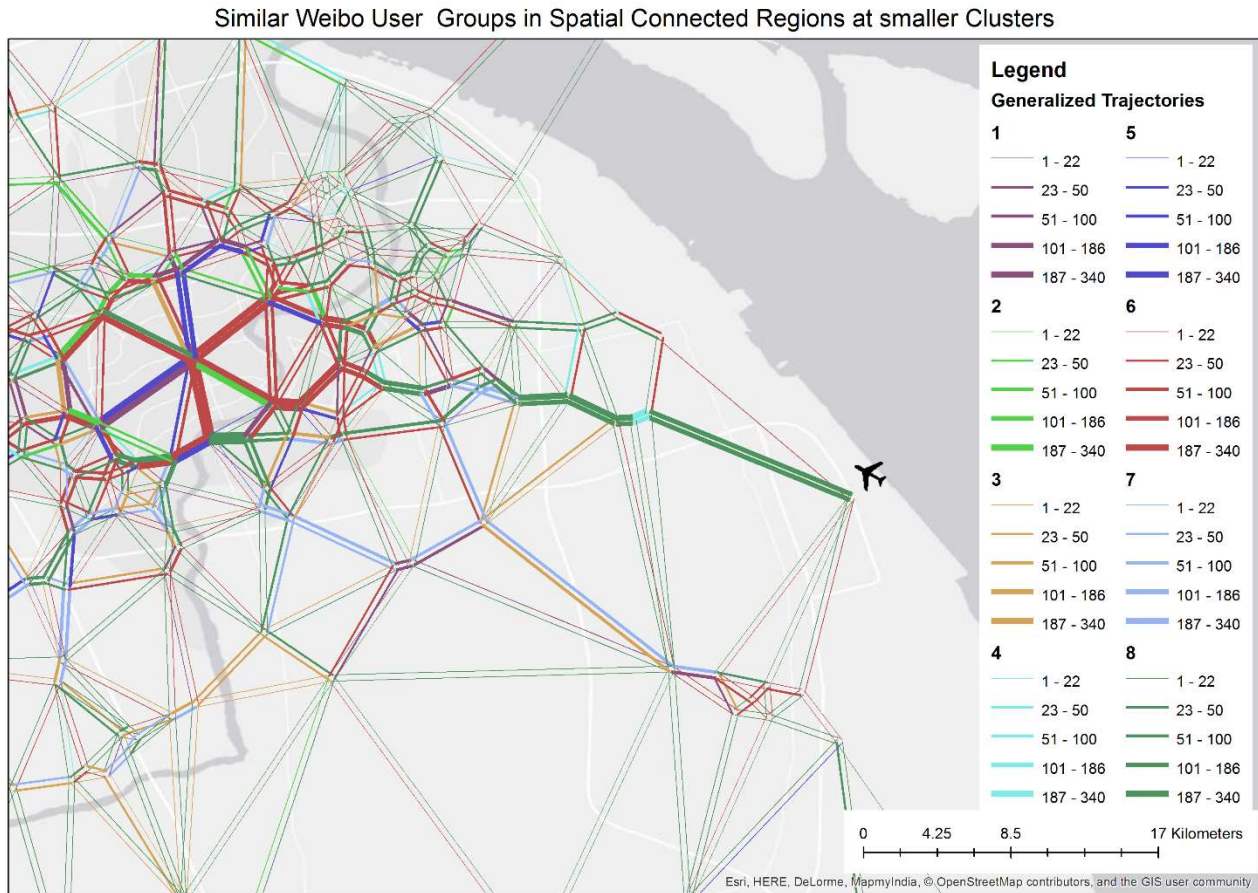 Similar Weibo User  Groups in Spatial Connected Regions at smaller Clusters
Legend
Generalized Trajectories
1
1 - 22
23 - 50
51 - 100
101 - 186
187 - 340
2
1 - 22
23 - 50
51 - 100
101 - 186
187 - 340
3
1 - 22
23 - 50
51 - 100
101 - 186
187 - 340
4
1 - 22
23 - 50
51 - 100
101 - 186
187 - 340
5
1 - 22
23 - 50
51 - 100
101 - 186
187 - 340
6
1 - 22
23 - 50
51 - 100
101 - 186
187 - 340
7
1 - 22
23 - 50
51 - 100
101 - 186
187 - 340
8
1 - 22
23 - 50
51 - 100
101 - 186
187 - 340
0 4.25 8.5 17 Kilometers
Esri, HERE, DeLorme, MapmyIndia, © OpenStreetMap contributors, and the GIS user community